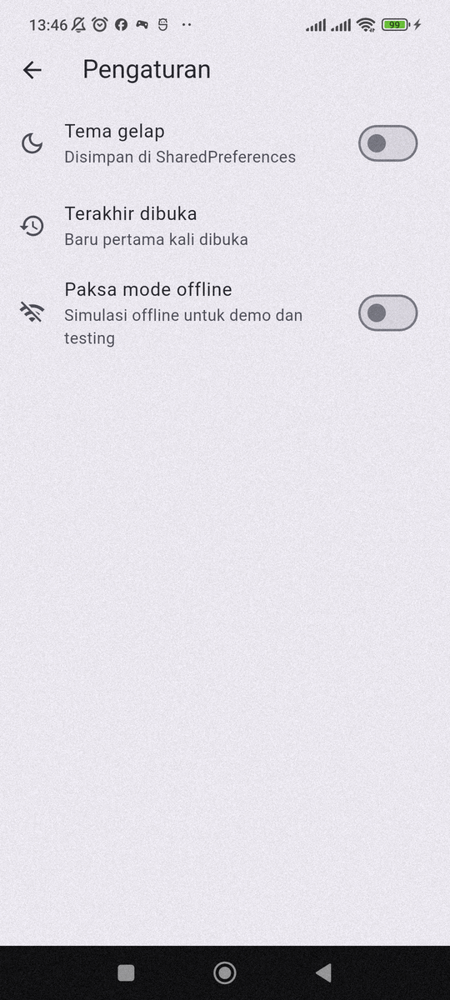 13:46
99
Pengaturan
Tema gelap
Disimpan di SharedPreferences
Terakhir dibuka
Baru pertama kali dibuka
Paksa mode offline
Simulasi offline untuk demo dan
testing